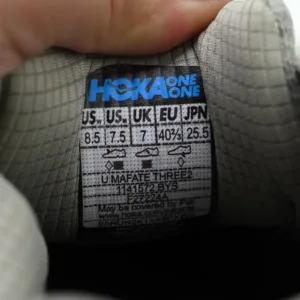 HOKA ONE ONE
US US UK EU JPN
8.5 7.5 7 40⅔ 25.5
U MAFATE THREE2
1141572 BYS
F2722AA